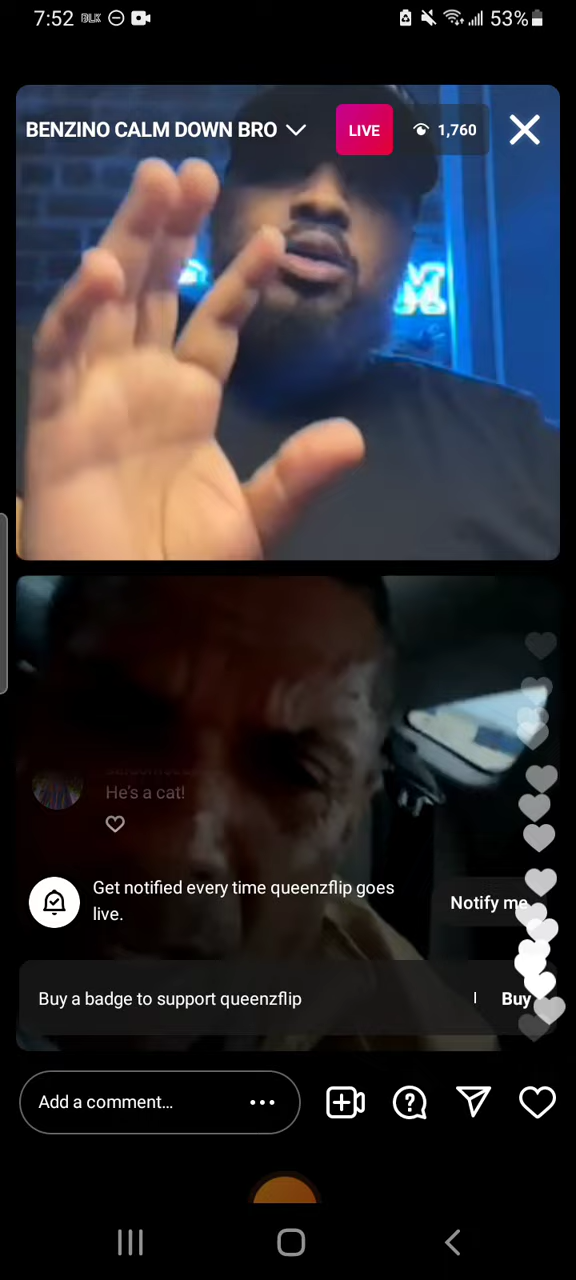 7:52 BLK 53%
BENZINO CALM DOWN BRO LIVE 1,760
He's a cat!
Get notified every time queenzflip goes
live.
Notify me
Buy a badge to support queenzflip Buy
Add a comment...